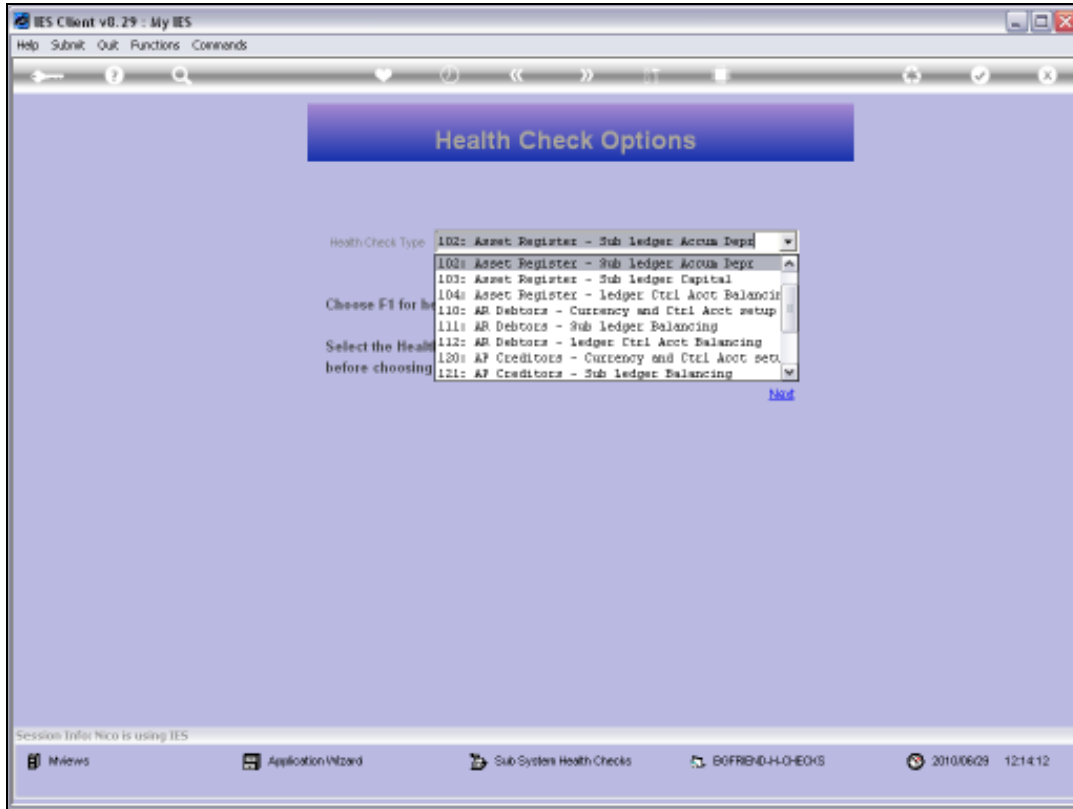 IES Client v8.29 : My IES
Help Submit Quit Functions Commands
Health Check Options
Health Check Type 102: Asset Register - Sub ledger Accum Depr
102: Asset Register - Sub ledger Accum Depr
103: Asset Register - Sub ledger Capital
104: Asset Register - ledger Ctrl Acct Balancin
Choose F1 for he
110: AR Debtors - Currency and Ctrl Acct setup
111: AR Debtors - Sub ledger Balancing
Select the Healt
112: AR Debtors - ledger Ctrl Acct Balancing
120: AP Creditors - Currency and Ctrl Acct setu
before choosing
121: AP Creditors - Sub ledger Balancing
Next
Session Info: Nico is using IES
Mviews Application Wizard Sub System Health Checks BGFRIEND-H-CHECKS 2010/06/29 12:14:12